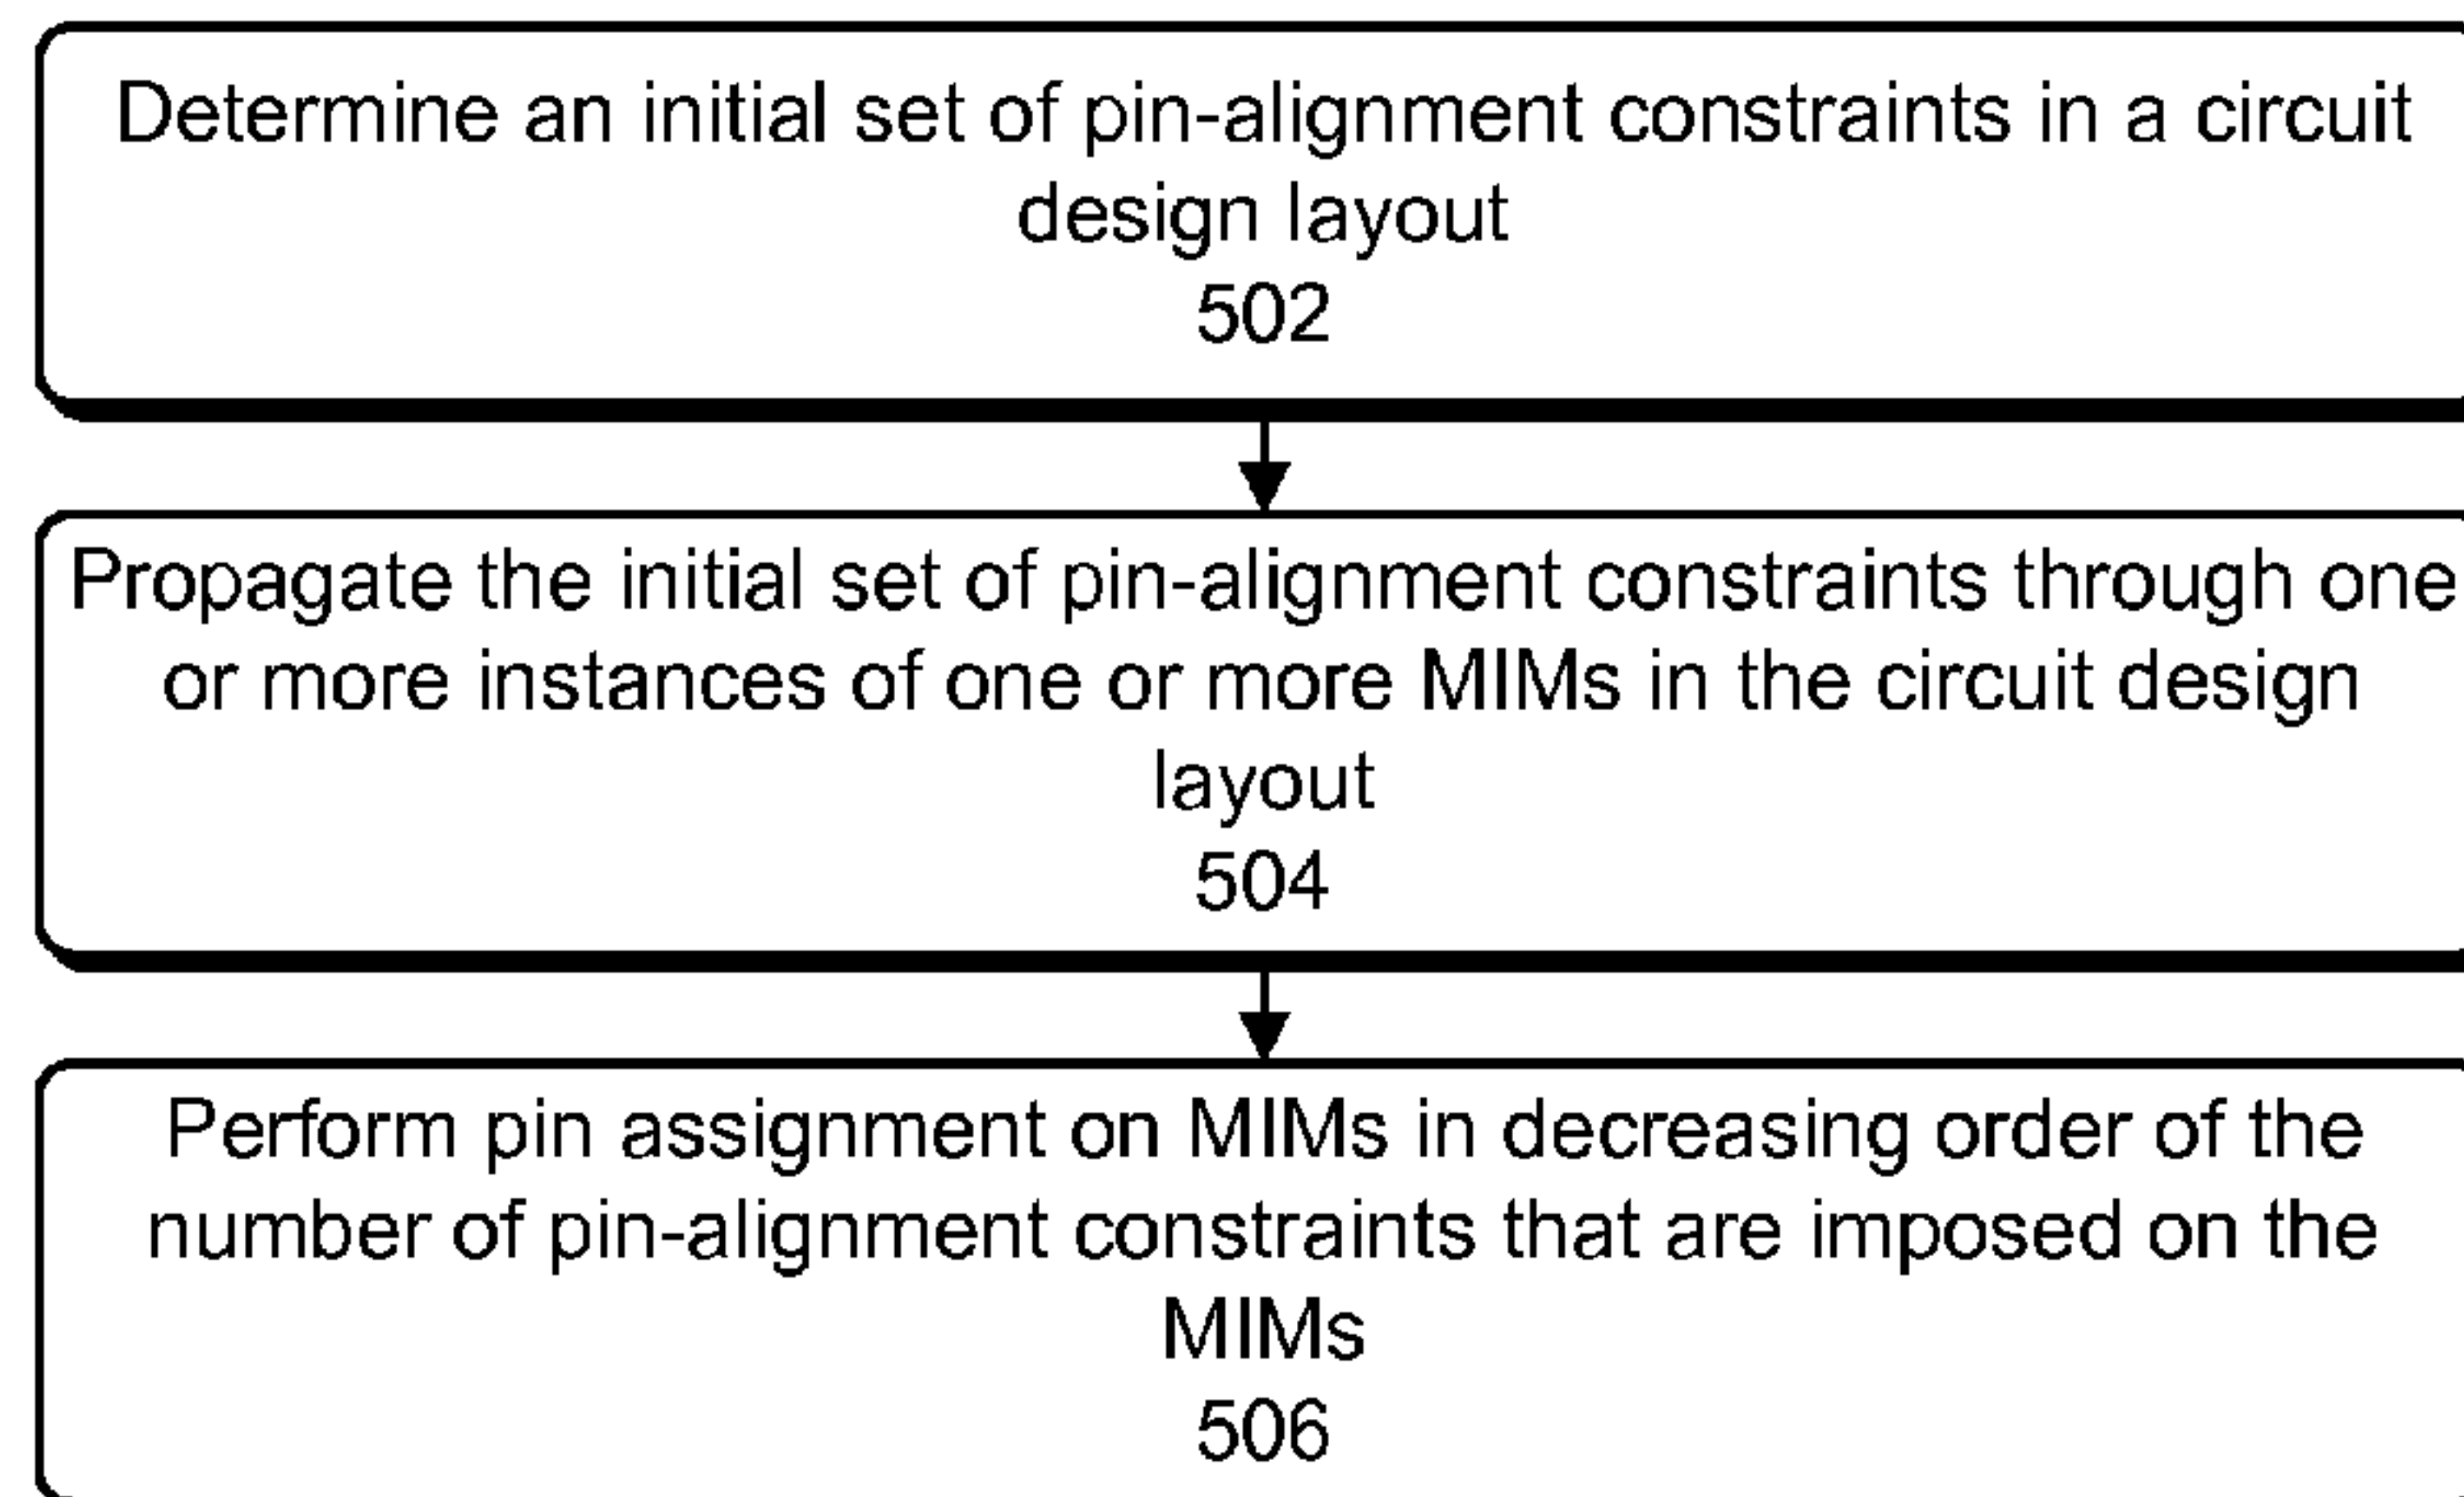 Determine an initial set of pin-alignment constraints in a circuit
design layout
502
Propagate the initial set of pin-alignment constraints through one
or more instances of one or more MIMs in the circuit design
layout
504
Perform pin assignment on MIMs in decreasing order of the
number of pin-alignment constraints that are imposed on the
MIMs
506